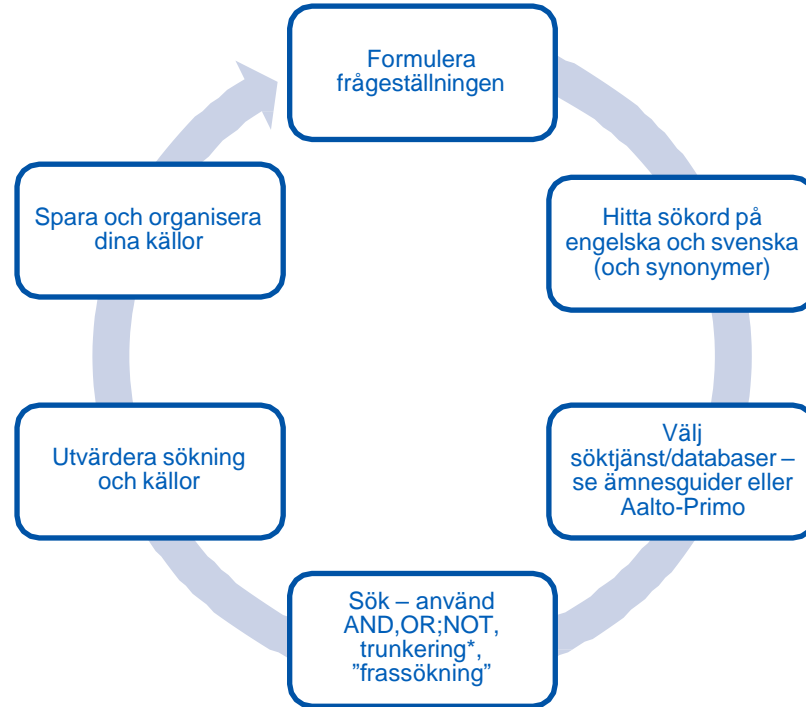 Formulera
frågeställningen
Hitta sökord på
engelska och svenska
(och synonymer)
Välj
söktjänst/databaser –
se ämnesguider eller
Aalto-Primo
Sök – använd
AND,OR;NOT,
trunkering*,
”frassökning”
Utvärdera sökning
och källor
Spara och organisera
dina källor